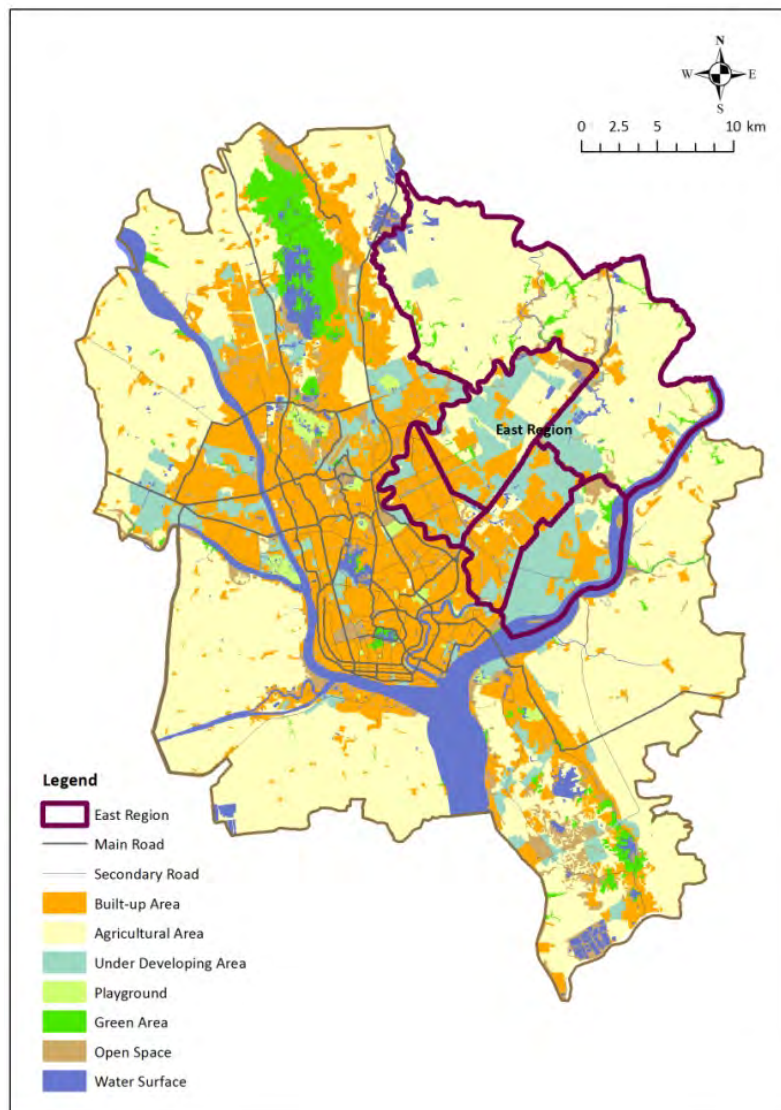 N
W E
S
0 2.5 5 10 km
East Region
Legend
East Region
Main Road
Secondary Road
Built-up Area
Agricultural Area
Under Developing Area
Playground
Green Area
Open Space
Water Surface